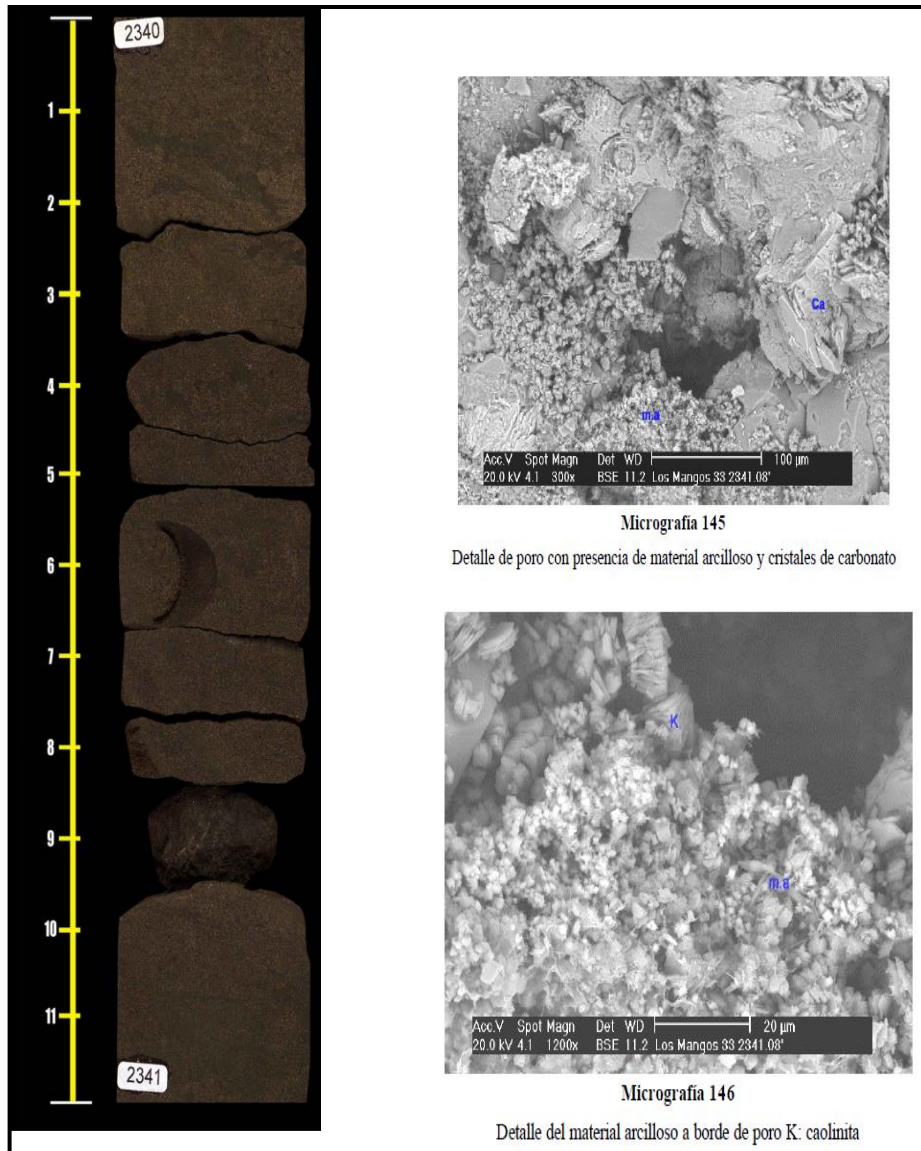 2340
1
2
3
4
5
6
7
8
9
10
11
2341
Ca
m.a
Acc.V Spot Magn Det WD 100 µm
20.0 kV 4.1 300x BSE 11.2 Los Mangos 33 2341.08'
Micrografía 145
Detalle de poro con presencia de material arcilloso y cristales de carbonato
K
m.a
Acc.V Spot Magn Det WD 20 µm
20.0 kV 4.1 1200x BSE 11.2 Los Mangos 33 2341.08'
Micrografía 146
Detalle del material arcilloso a borde de poro K: caolinita